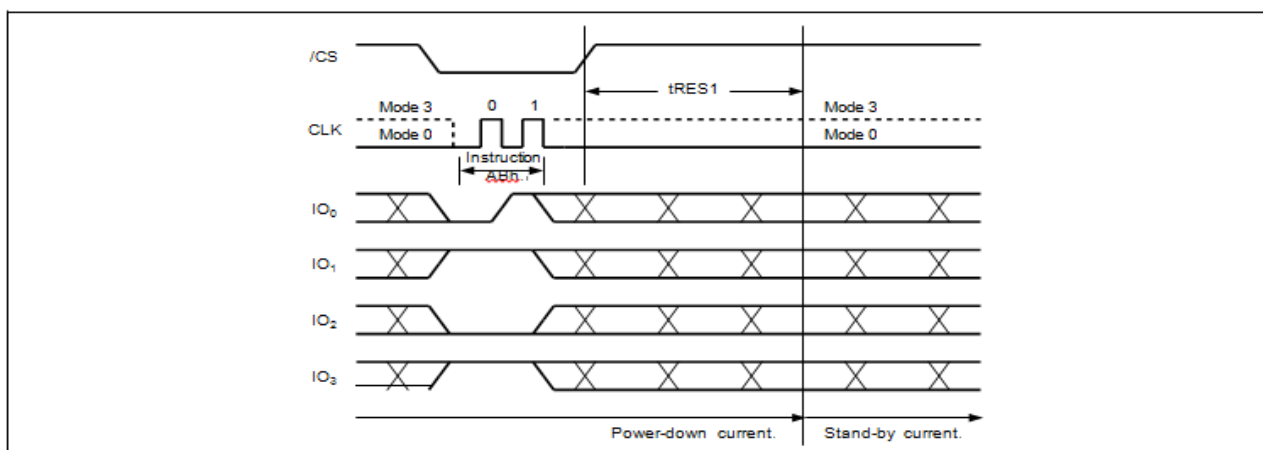 /CS
tRES1
Mode 3 0 1 Mode 3
CLK
Mode 0 Mode 0
Instruction
ABh.
IO₀
IO₁
IO₂
IO₃
Power-down current. Stand-by current.